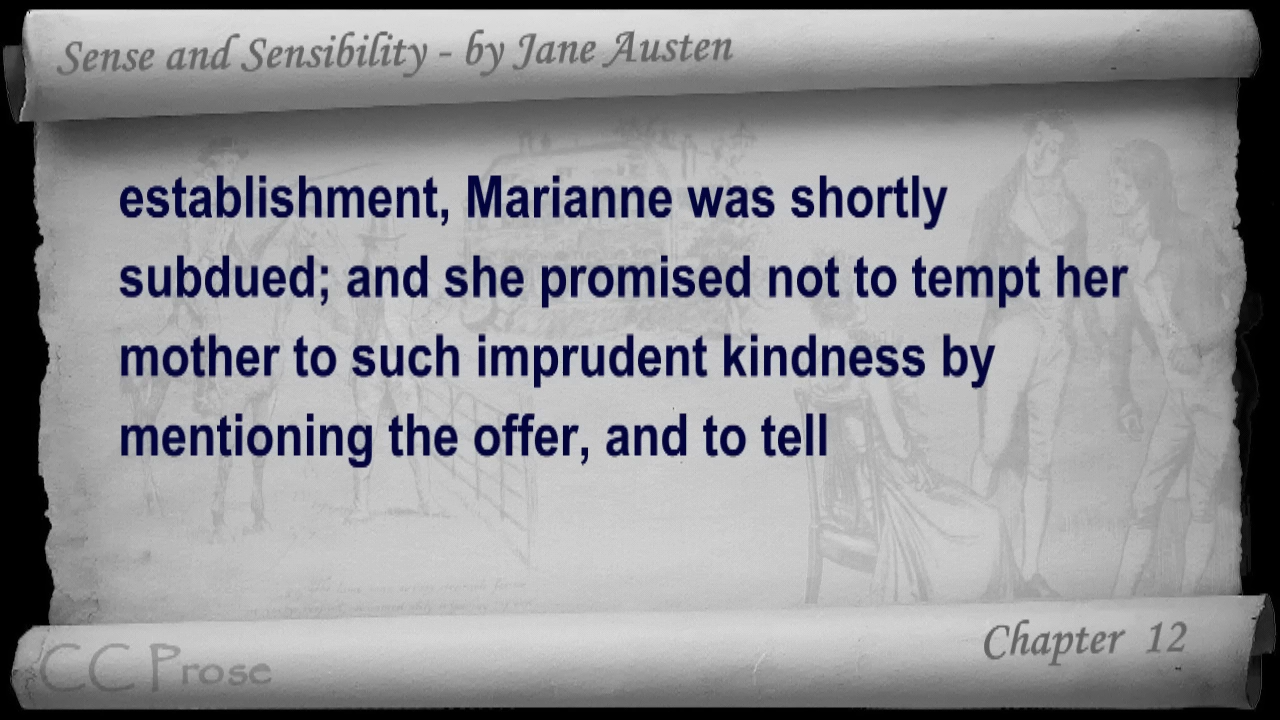 Sense and Sensibility - by Jane Austen
establishment, Marianne was shortly
subdued; and she promised not to tempt her
mother to such imprudent kindness by
mentioning the offer, and to tell
Chapter 12
CC Prose